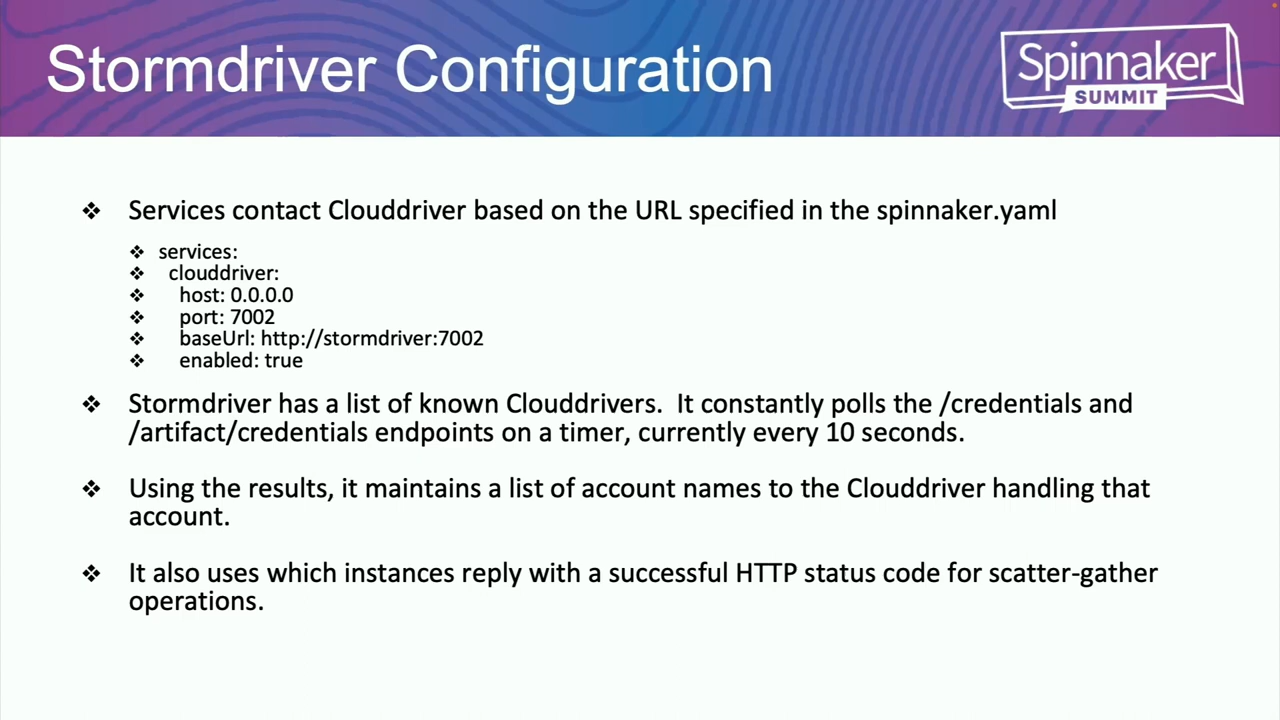 Stormdriver Configuration
Spinnaker
SUMMIT
❖ Services contact Clouddriver based on the URL specified in the spinnaker.yaml
❖ services:
❖ clouddriver:
❖ host: 0.0.0.0
❖ port: 7002
❖ baseUrl: http://stormdriver:7002
❖ enabled: true
❖ Stormdriver has a list of known Clouddrivers.  It constantly polls the /credentials and
/artifact/credentials endpoints on a timer, currently every 10 seconds.
❖ Using the results, it maintains a list of account names to the Clouddriver handling that
account.
❖ It also uses which instances reply with a successful HTTP status code for scatter-gather
operations.